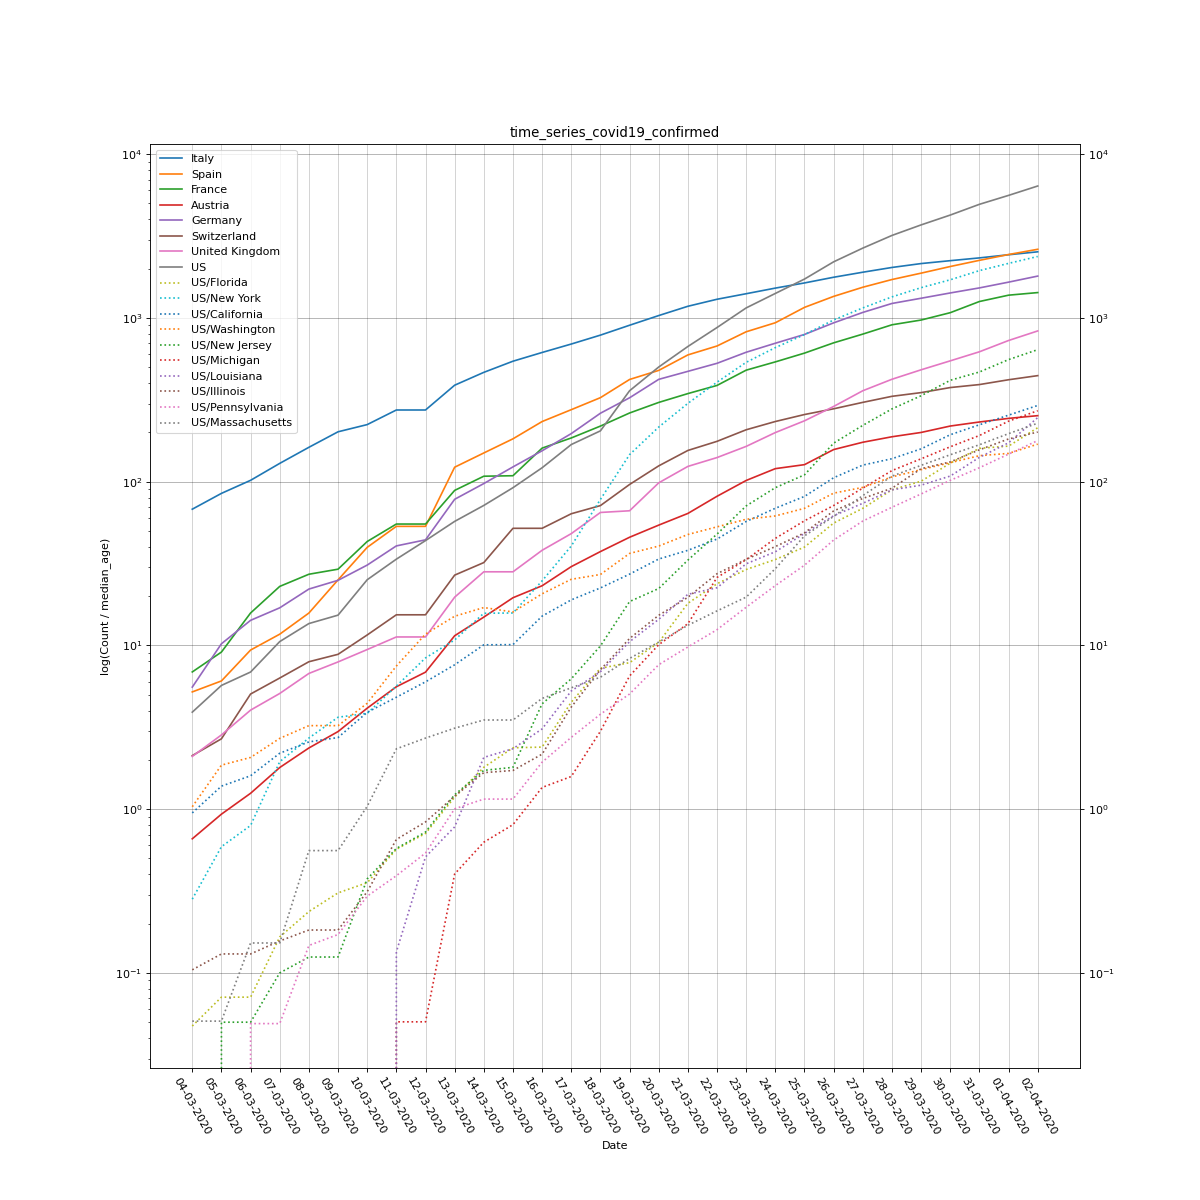 time_series_covid19_confirmed
10⁴
10³
10²
10¹
10⁰
10⁻¹
log(Count / median_age)
Italy
Spain
France
Austria
Germany
Switzerland
United Kingdom
US
US/Florida
US/New York
US/California
US/Washington
US/New Jersey
US/Michigan
US/Louisiana
US/Illinois
US/Pennsylvania
US/Massachusetts
10⁴
10³
10²
10¹
10⁰
10⁻¹
04-03-2020
05-03-2020
06-03-2020
07-03-2020
08-03-2020
09-03-2020
10-03-2020
11-03-2020
12-03-2020
13-03-2020
14-03-2020
15-03-2020
16-03-2020
17-03-2020
18-03-2020
19-03-2020
20-03-2020
21-03-2020
22-03-2020
23-03-2020
24-03-2020
25-03-2020
26-03-2020
27-03-2020
28-03-2020
29-03-2020
30-03-2020
31-03-2020
01-04-2020
02-04-2020
Date